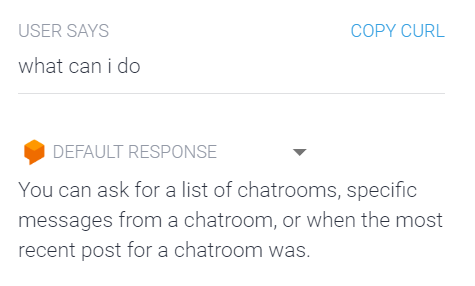 USER SAYS COPY CURL
what can i do
DEFAULT RESPONSE
You can ask for a list of chatrooms, specific
messages from a chatroom, or when the most
recent post for a chatroom was.